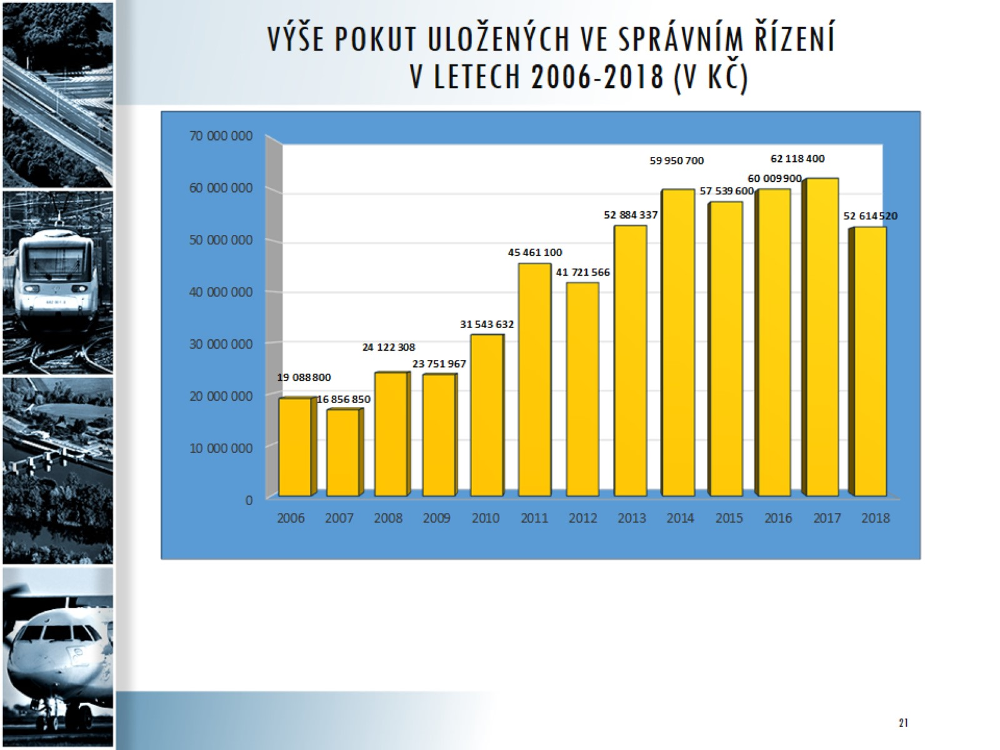 VÝŠE POKUT ULOŽENÝCH VE SPRÁVNÍM ŘÍZENÍ
V LETECH 2006-2018 (V KČ)
70 000 000
60 000 000
50 000 000
40 000 000
30 000 000
20 000 000
10 000 000
0
19 088 800
16 856 850
24 122 308
23 751 967
31 543 632
45 461 100
41 721 566
52 884 337
59 950 700
57 539 600
60 009 900
62 118 400
52 614 520
2006 2007 2008 2009 2010 2011 2012 2013 2014 2015 2016 2017 2018
21